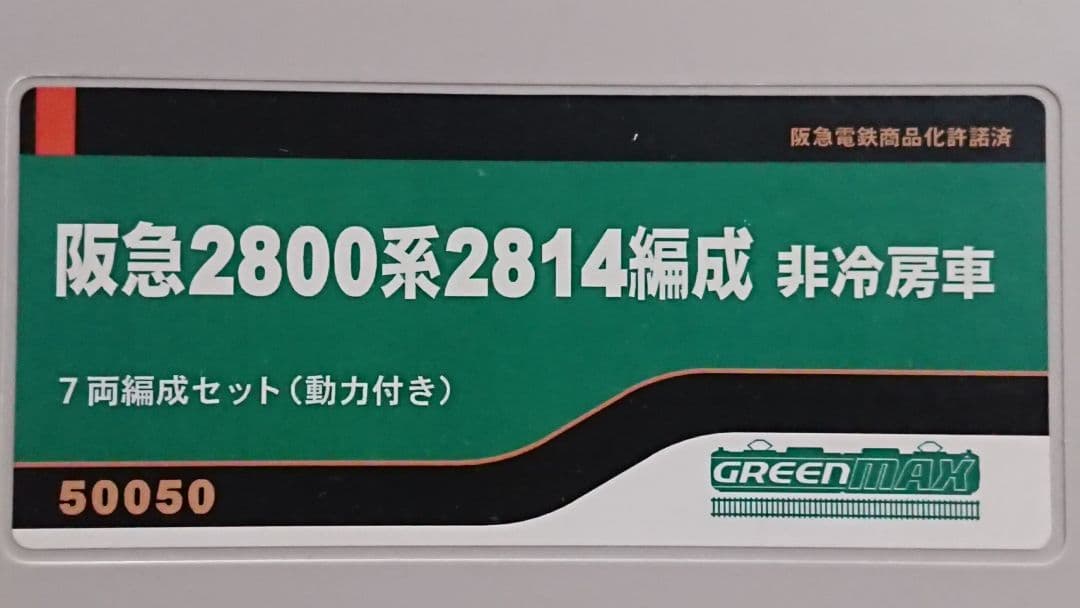 阪急電鉄商品化許諾済
阪急2800系2814編成 非冷房車
7両編成セット（動力付き）
50050
GREENMAX